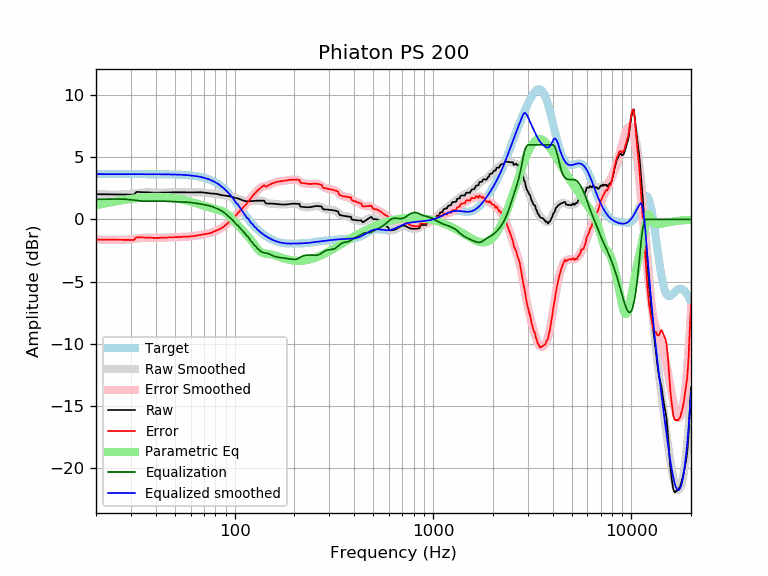 Phiaton PS 200
Amplitude (dBr)
10
5
0
−5
−10
−15
−20
Target
Raw Smoothed
Error Smoothed
Raw
Error
Parametric Eq
Equalization
Equalized smoothed
100
1000
10000
Frequency (Hz)